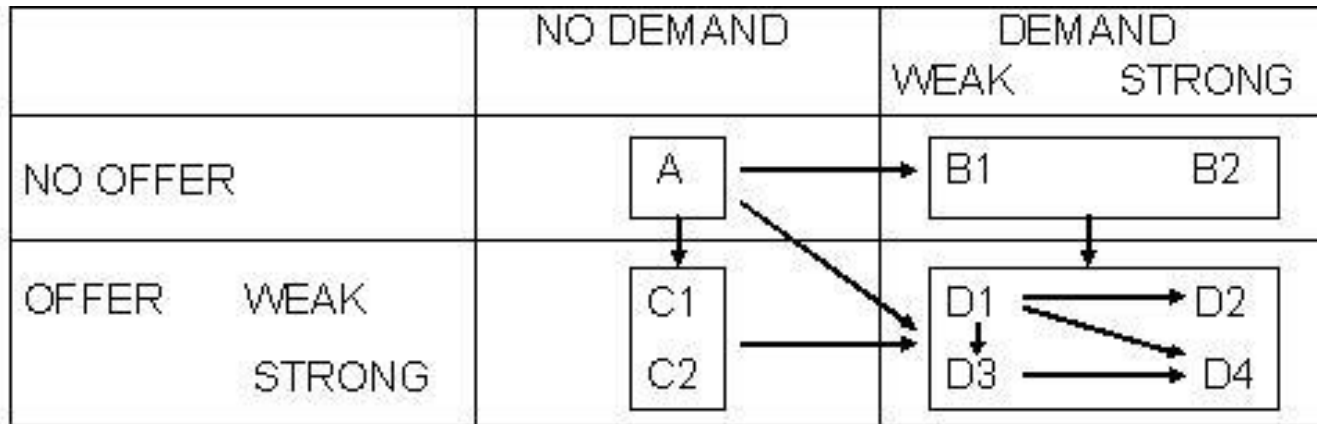 NO DEMAND DEMAND
WEAK STRONG
NO OFFER A B1 B2
OFFER WEAK C1 D1 D2
STRONG C2 D3 D4